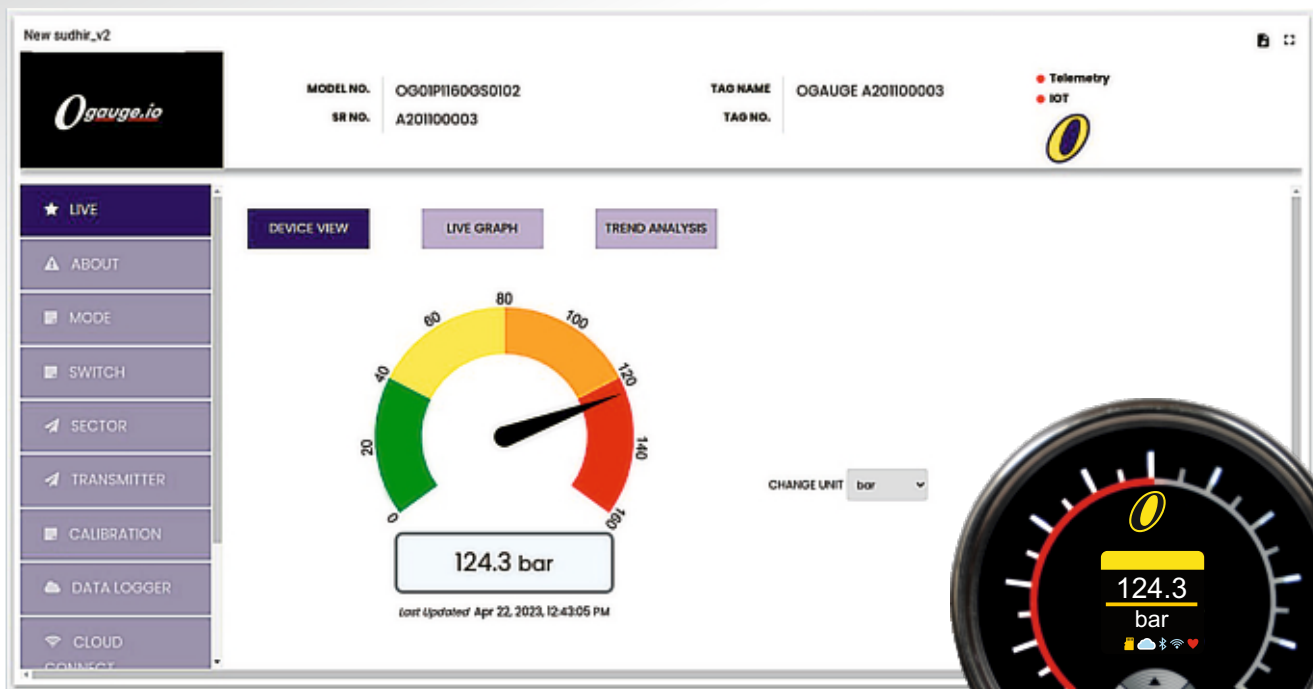 New sudhir_v2
Ogauge.io
MODEL NO. OG01P1160GS0102
SR NO. A201100003
TAG NAME OGAUGE A201100003
TAG NO.
Telemetry
IOT
LIVE
ABOUT
MODE
SWITCH
SECTOR
TRANSMITTER
CALIBRATION
DATA LOGGER
CLOUD
CONNECT
DEVICE VIEW
LIVE GRAPH
TREND ANALYSIS
0
20
40
60
80
100
120
140
160
124.3 bar
Last Updated Apr 22, 2023, 12:43:05 PM
CHANGE UNIT bar
124.3
bar